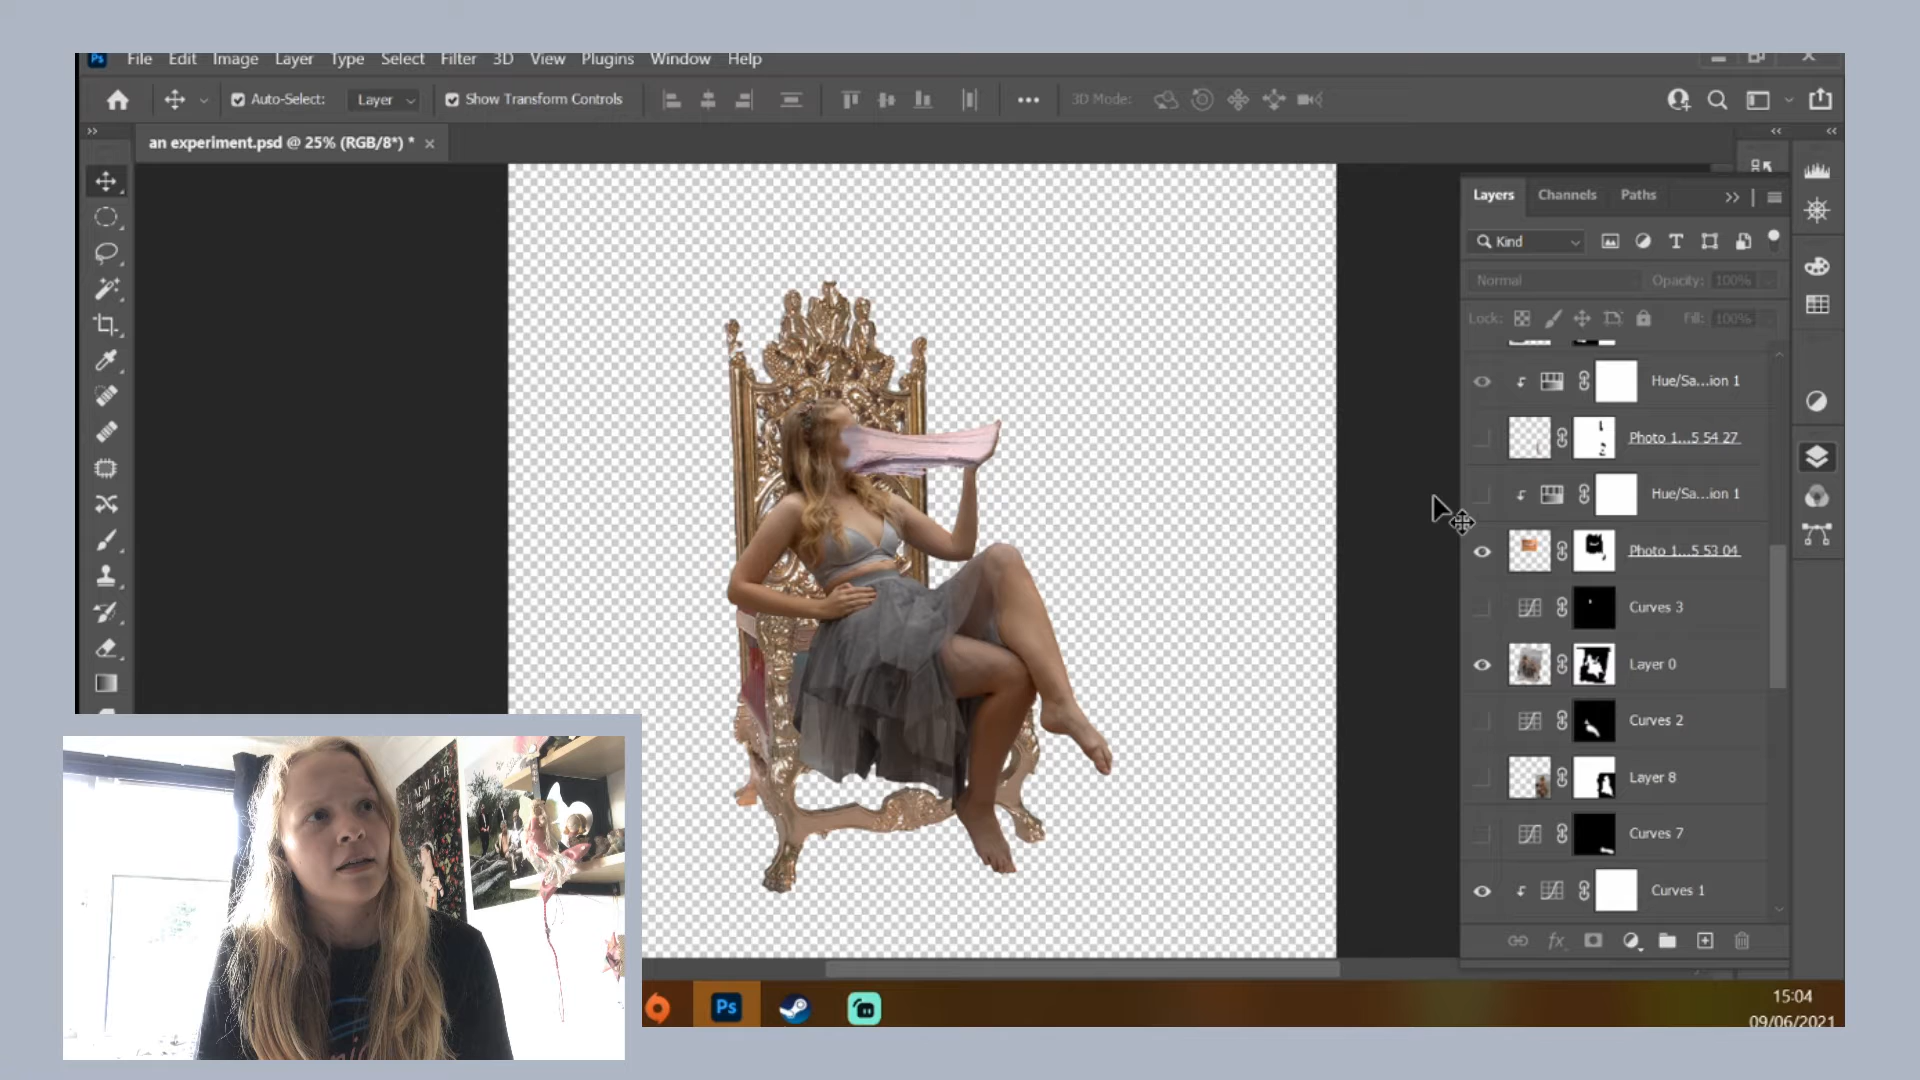 Ps File Edit Image Layer Type Select Filter 3D View Plugins Window Help
Auto-Select: Layer Show Transform Controls 3D Mode:
an experiment.psd @ 25% (RGB/8*) * ×
Layers Channels Paths
Kind
Normal Opacity: 100%
Lock: Fill: 100%
Hue/Sa...ion 1
Photo 1...5 54 27
Hue/Sa...ion 1
Photo 1...5 53 04
Curves 3
Layer 0
Curves 2
Layer 8
Curves 7
Curves 1
fx
Ps
15:04
09/06/2021